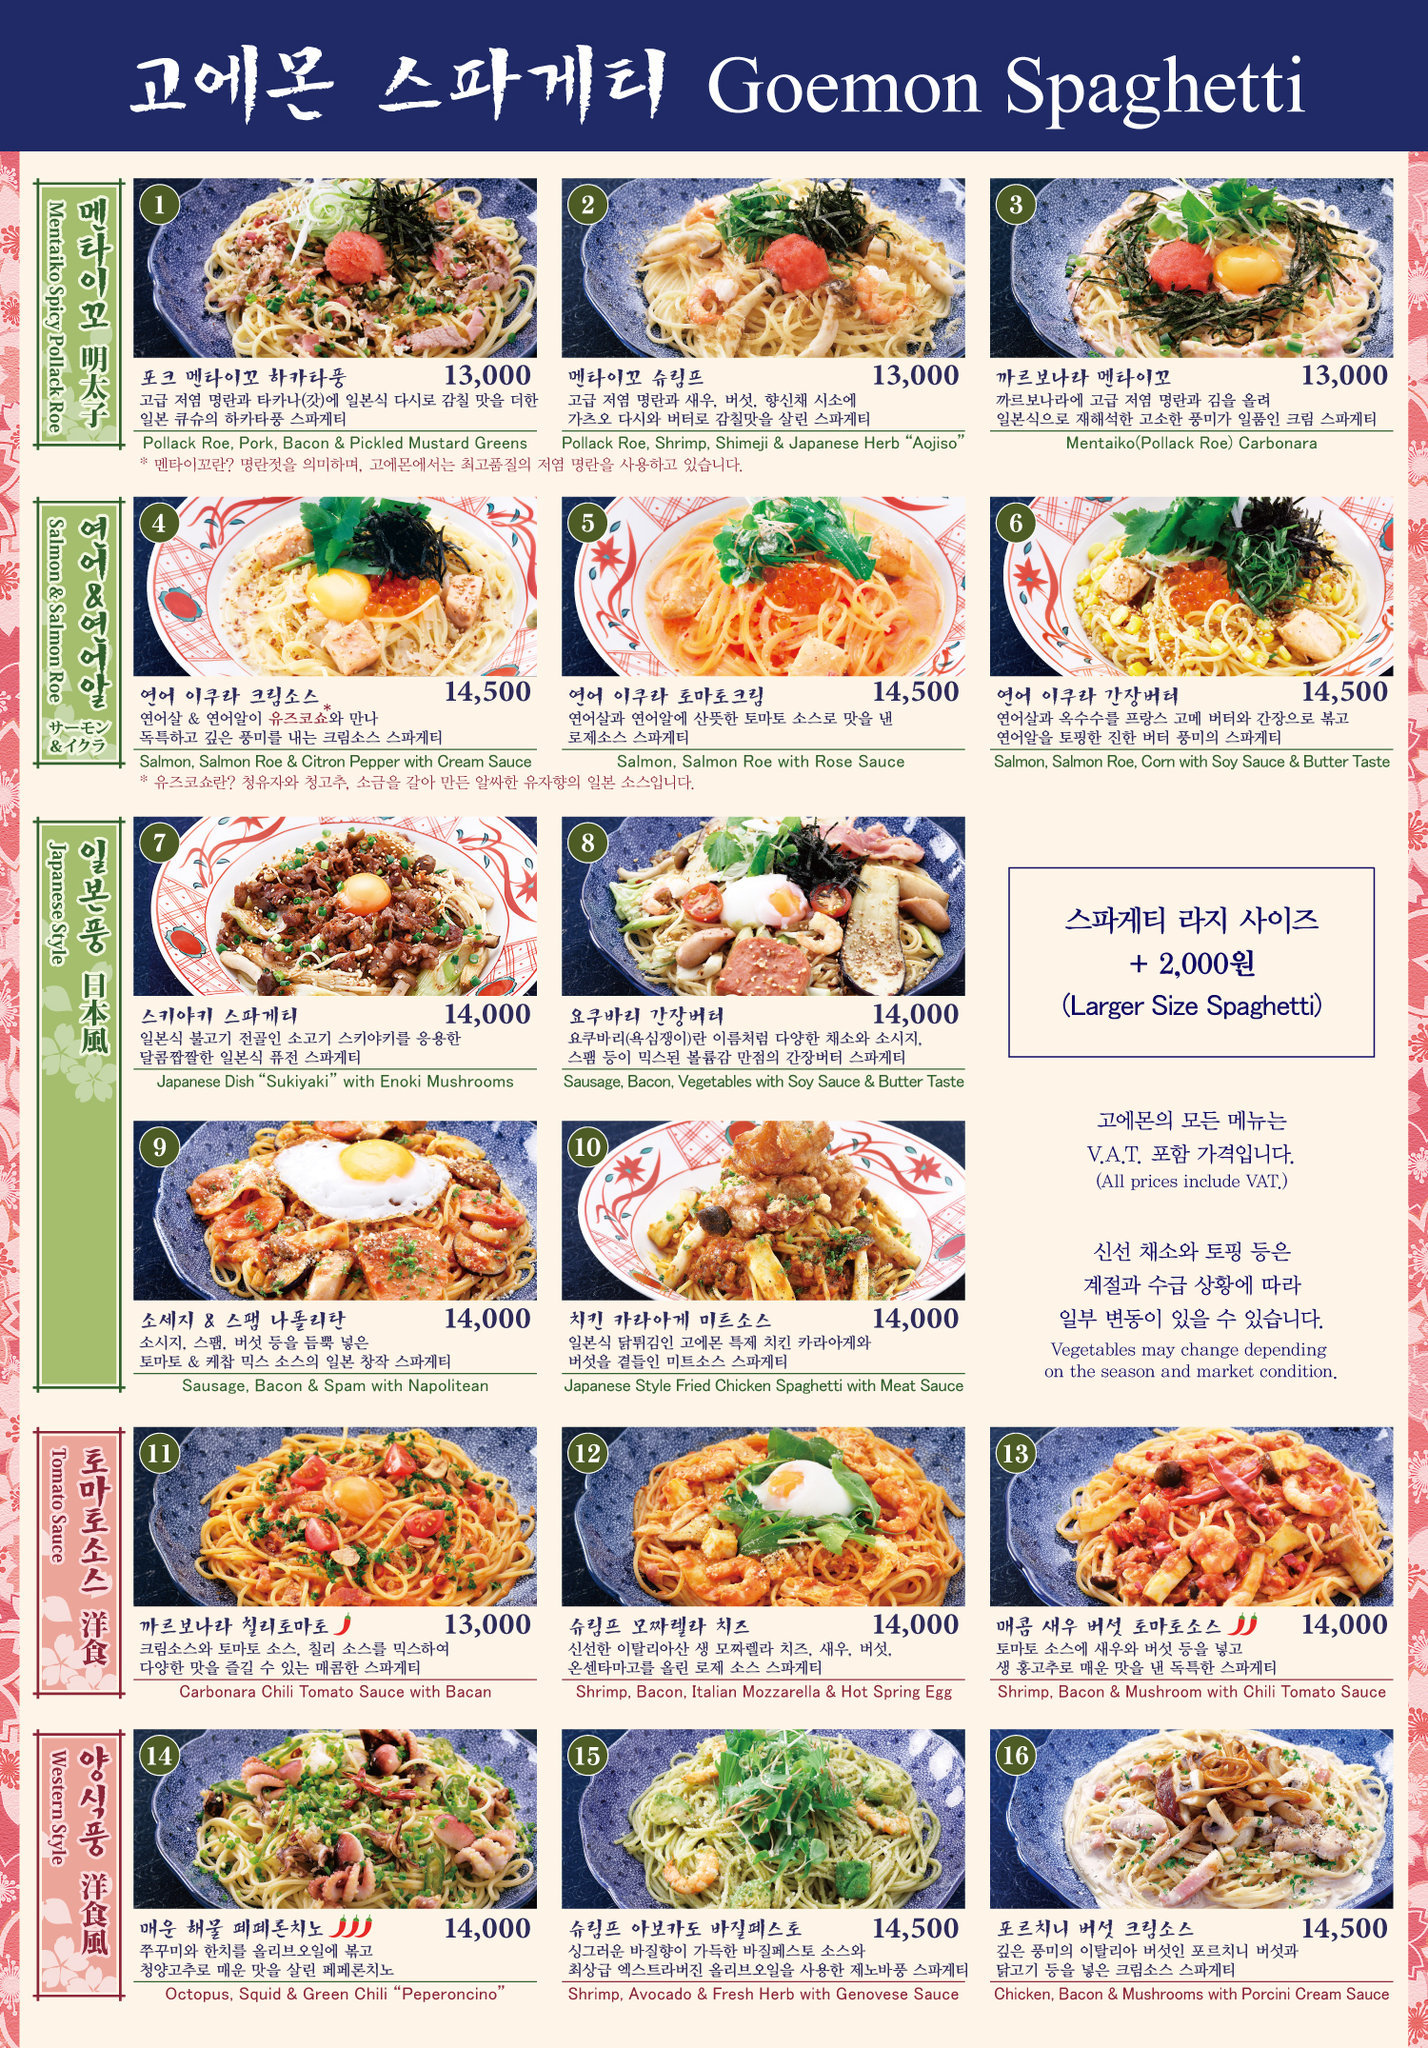 고에몬 스파게티 Goemon Spaghetti
멘타이꼬 明太子
Mentaiko Spicy Pollack Roe
1
포크 멘타이꼬 하카타풍 13,000
고급 저염 명란과 타카나(갓)에 일본식 다시로 감칠 맛을 더한
일본 큐슈의 하카타풍 스파게티
Pollack Roe, Pork, Bacon & Pickled Mustard Greens
2
멘타이꼬 슈림프 13,000
고급 저염 명란과 새우, 버섯, 향신채 시소에
가츠오 다시와 버터로 감칠맛을 살린 스파게티
Pollack Roe, Shrimp, Shimeji & Japanese Herb “Aojiso”
3
까르보나라 멘타이꼬 13,000
까르보나라에 고급 저염 명란과 김을 올려
일본식으로 재해석한 고소한 풍미가 일품인 크림 스파게티
Mentaiko(Pollack Roe) Carbonara
* 멘타이꼬란? 명란젓을 의미하며, 고에몬에서는 최고품질의 저염 명란을 사용하고 있습니다.
연어&연어알
サーモン
&イクラ
Salmon & Salmon Roe
4
연어 이쿠라 크림소스 14,500
연어살 & 연어알이 유즈코쇼*와 만나
독특하고 깊은 풍미를 내는 크림소스 스파게티
Salmon, Salmon Roe & Citron Pepper with Cream Sauce
5
연어 이쿠라 토마토크림 14,500
연어살과 연어알에 산뜻한 토마토 소스로 맛을 낸
로제소스 스파게티
Salmon, Salmon Roe with Rose Sauce
6
연어 이쿠라 간장버터 14,500
연어살과 옥수수를 프랑스 고메 버터와 간장으로 볶고
연어알을 토핑한 진한 버터 풍미의 스파게티
Salmon, Salmon Roe, Corn with Soy Sauce & Butter Taste
* 유즈코쇼란? 청유자와 청고추, 소금을 갈아 만든 알싸한 유자향의 일본 소스입니다.
일본풍 日本風
Japanese Style
7
스키야키 스파게티 14,000
일본식 불고기 전골인 소고기 스키야키를 응용한
달콤짭짤한 일본식 퓨전 스파게티
Japanese Dish “Sukiyaki” with Enoki Mushrooms
8
요쿠바리 간장버터 14,000
요쿠바리(욕심쟁이)란 이름처럼 다양한 채소와 소시지,
스팸 등이 믹스된 볼륨감 만점의 간장버터 스파게티
Sausage, Bacon, Vegetables with Soy Sauce & Butter Taste
스파게티 라지 사이즈
+ 2,000원
(Larger Size Spaghetti)
9
소세지 & 스팸 나폴리탄 14,000
소시지, 스팸, 버섯 등을 듬뿍 넣은
토마토 & 케찹 믹스 소스의 일본 창작 스파게티
Sausage, Bacon & Spam with Napolitean
10
치킨 카라아게 미트소스 14,000
일본식 닭튀김인 고에몬 특제 치킨 카라아게와
버섯을 곁들인 미트소스 스파게티
Japanese Style Fried Chicken Spaghetti with Meat Sauce
고에몬의 모든 메뉴는
V.A.T. 포함 가격입니다.
(All prices include VAT.)
신선 채소와 토핑 등은
계절과 수급 상황에 따라
일부 변동이 있을 수 있습니다.
Vegetables may change depending
on the season and market condition.
토마토소스 洋食
Tomato Sauce
11
까르보나라 칠리토마토 13,000
크림소스와 토마토 소스, 칠리 소스를 믹스하여
다양한 맛을 즐길 수 있는 매콤한 스파게티
Carbonara Chili Tomato Sauce with Bacan
12
슈림프 모짜렐라 치즈 14,000
신선한 이탈리아산 생 모짜렐라 치즈, 새우, 버섯,
온센타마고를 올린 로제 소스 스파게티
Shrimp, Bacon, Italian Mozzarella & Hot Spring Egg
13
매콤 새우 버섯 토마토소스 14,000
토마토 소스에 새우와 버섯 등을 넣고
생 홍고추로 매운 맛을 낸 독특한 스파게티
Shrimp, Bacon & Mushroom with Chili Tomato Sauce
양식풍 洋食風
Western Style
14
매운 해물 페페론치노 14,000
쭈꾸미와 한치를 올리브오일에 볶고
청양고추로 매운 맛을 살린 페페론치노
Octopus, Squid & Green Chili “Peperoncino”
15
슈림프 아보카도 바질페스토 14,500
싱그러운 바질향이 가득한 바질페스토 소스와
최상급 엑스트라버진 올리브오일을 사용한 제노바풍 스파게티
Shrimp, Avocado & Fresh Herb with Genovese Sauce
16
포르치니 버섯 크림소스 14,500
깊은 풍미의 이탈리아 버섯인 포르치니 버섯과
닭고기 등을 넣은 크림소스 스파게티
Chicken, Bacon & Mushrooms with Porcini Cream Sauce